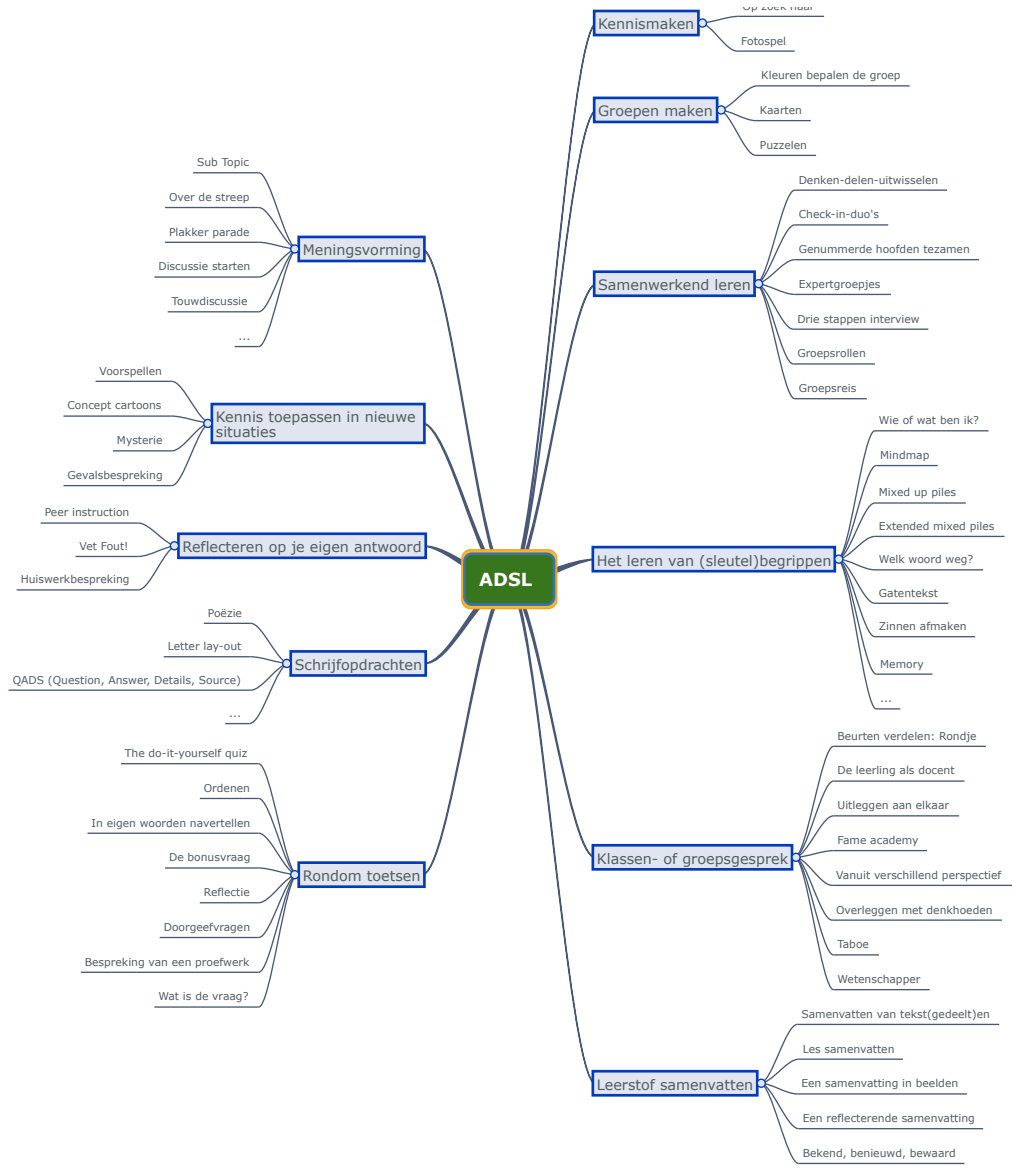 ADSL
Kennismaken
Op zoek naar
Fotospel
Groepen maken
Kleuren bepalen de groep
Kaarten
Puzzelen
Samenwerkend leren
Denken-delen-uitwisselen
Check-in-duo's
Genummerde hoofden tezamen
Expertgroepjes
Drie stappen interview
Groepsrollen
Groepsreis
Het leren van (sleutel)begrippen
Wie of wat ben ik?
Mindmap
Mixed up piles
Extended mixed piles
Welk woord weg?
Gatentekst
Zinnen afmaken
Memory
...
Klassen- of groepsgesprek
Beurten verdelen: Rondje
De leerling als docent
Uitleggen aan elkaar
Fame academy
Vanuit verschillend perspectief
Overleggen met denkhoeden
Taboe
Wetenschapper
Leerstof samenvatten
Samenvatten van tekst(gedeelt)en
Les samenvatten
Een samenvatting in beelden
Een reflecterende samenvatting
Bekend, benieuwd, bewaard
Meningsvorming
Sub Topic
Over de streep
Plakker parade
Discussie starten
Touwdiscussie
...
Kennis toepassen in nieuwe
situaties
Voorspellen
Concept cartoons
Mysterie
Gevalsbespreking
Reflecteren op je eigen antwoord
Peer instruction
Vet Fout!
Huiswerkbespreking
Schrijfopdrachten
Poëzie
Letter lay-out
QADS (Question, Answer, Details, Source)
...
Rondom toetsen
The do-it-yourself quiz
Ordenen
In eigen woorden navertellen
De bonusvraag
Reflectie
Doorgeefvragen
Bespreking van een proefwerk
Wat is de vraag?